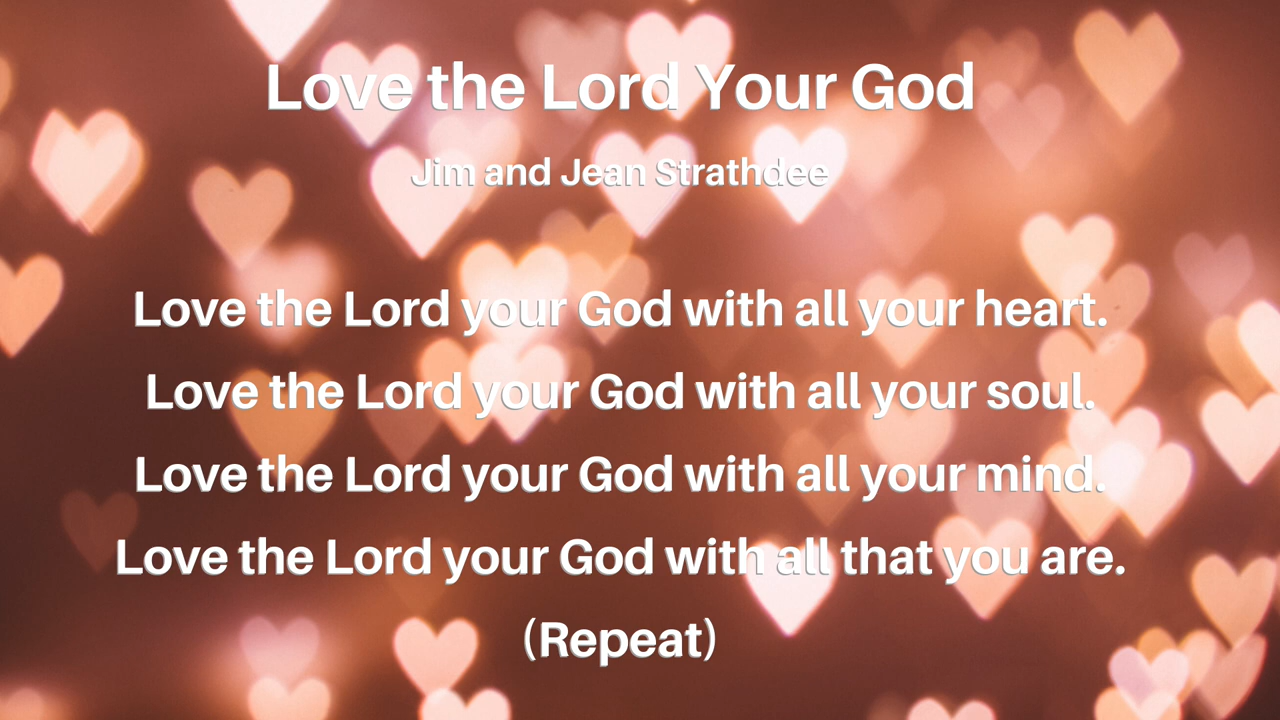 Love the Lord Your God
Jim and Jean Strathdee
Love the Lord your God with all your heart.
Love the Lord your God with all your soul.
Love the Lord your God with all your mind.
Love the Lord your God with all that you are.
(Repeat)